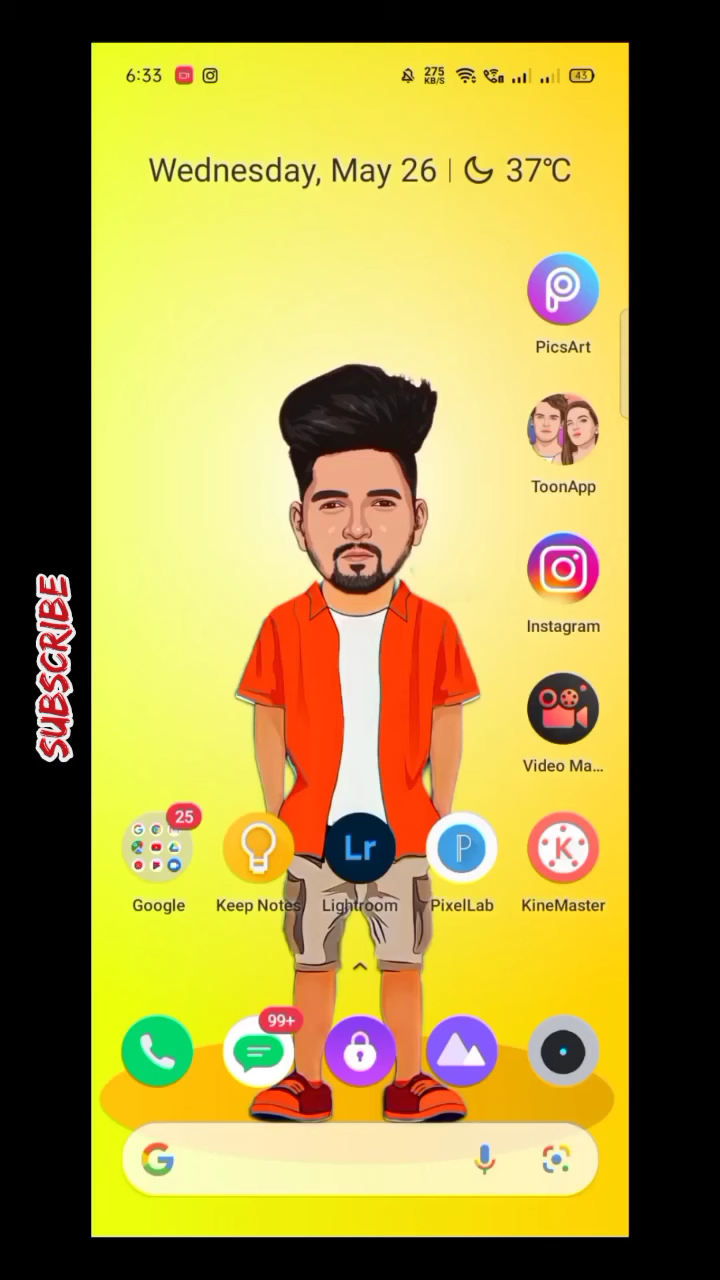 6:33
275
KB/S
43
Wednesday, May 26 | 37°C
PicsArt
ToonApp
Instagram
Video Ma...
SUBSCRIBE
25
Lr
P
K
Google
Keep Notes
Lightroom
PixelLab
KineMaster
99+
G